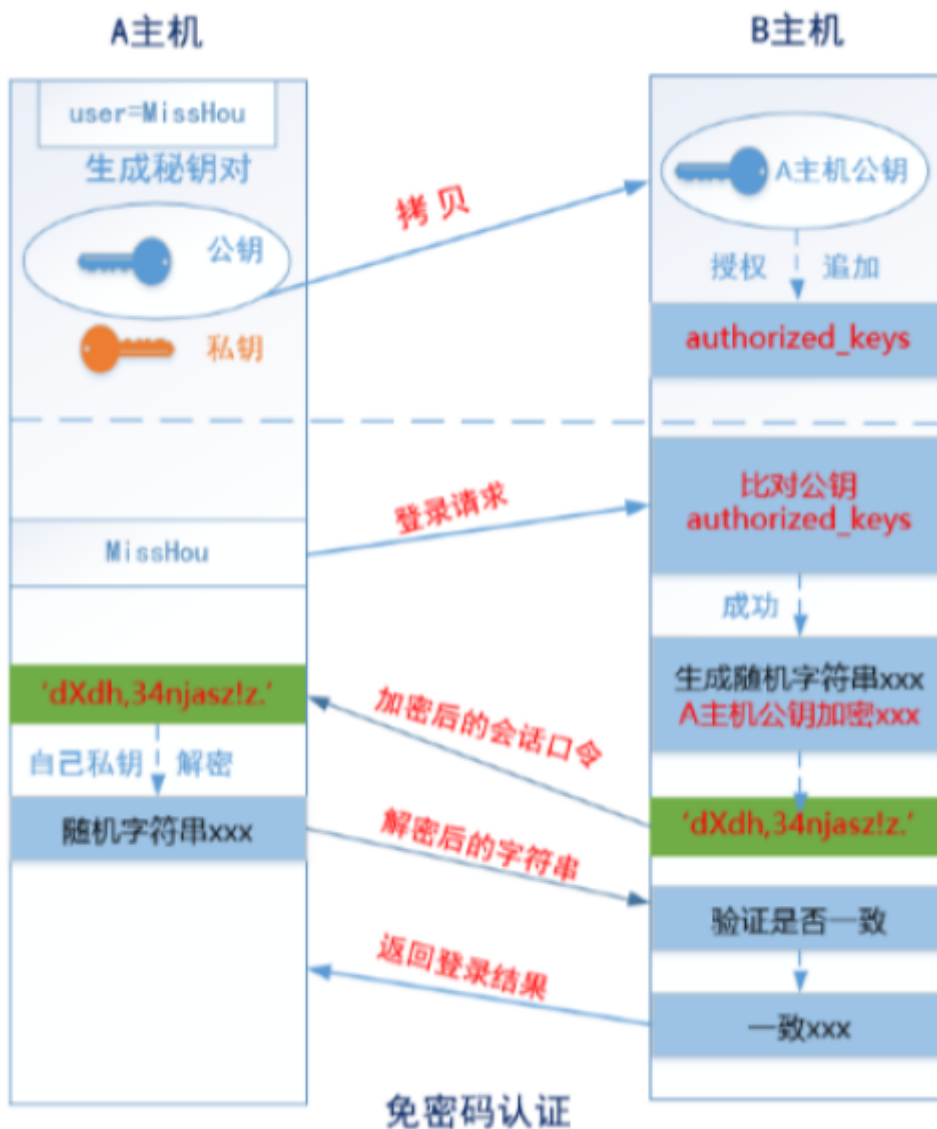 A主机
B主机
user=MissHou
生成秘钥对
公钥
私钥
拷贝
A主机公钥
授权
追加
authorized_keys
登录请求
MissHou
比对公钥
authorized_keys
成功
生成随机字符串xxx
A主机公钥加密xxx
加密后的会话口令
'dXdh,34njasz!z.'
'dXdh,34njasz!z.'
自己私钥
解密
随机字符串xxx
解密后的字符串
验证是否一致
返回登录结果
一致xxx
免密码认证